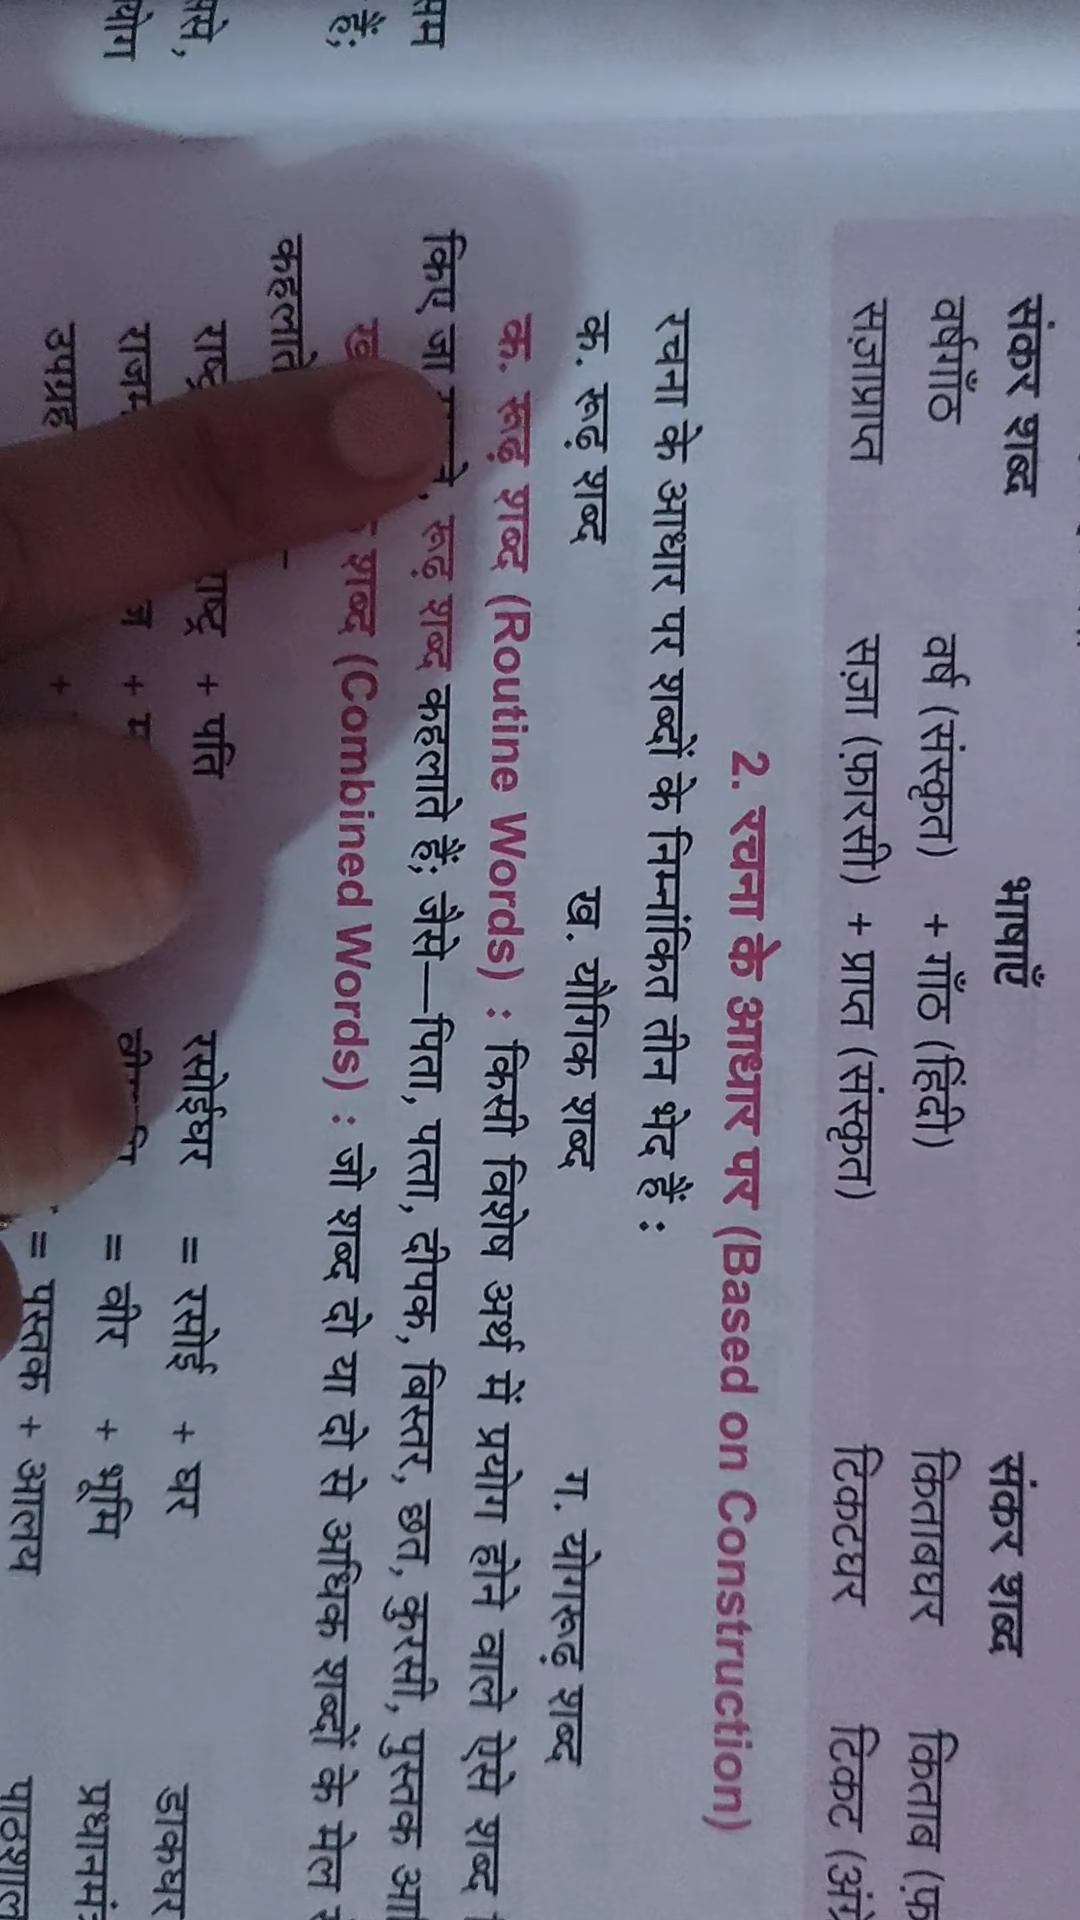 संकर शब्द भाषाएँ संकर शब्द
वर्षगाँठ वर्ष (संस्कृत) + गाँठ (हिंदी) किताबघर किताब
सज़ाप्राप्त सज़ा (फ़ारसी) + प्राप्त (संस्कृत) टिकटघर टिकट
2. रचना के आधार पर (Based on Construction)
रचना के आधार पर शब्दों के निम्नांकित तीन भेद हैं :
क. रूढ़ शब्द ख. यौगिक शब्द ग. योगरूढ़ शब्द
क. रूढ़ शब्द (Routine Words) : किसी विशेष अर्थ में प्रयोग होने वाले ऐसे शब्द
किए जा रूढ़ शब्द कहलाते हैं; जैसे—पिता, पत्ता, दीपक, बिस्तर, छत, कुरसी, पुस्तक
शब्द (Combined Words) : जो शब्द दो या दो से अधिक शब्दों के मेल
कहलाते
+ पति रसोईघर = रसोई + घर डाकघर
+ = वीर + भूमि
उपग्रह + = पुस्तक + आलय